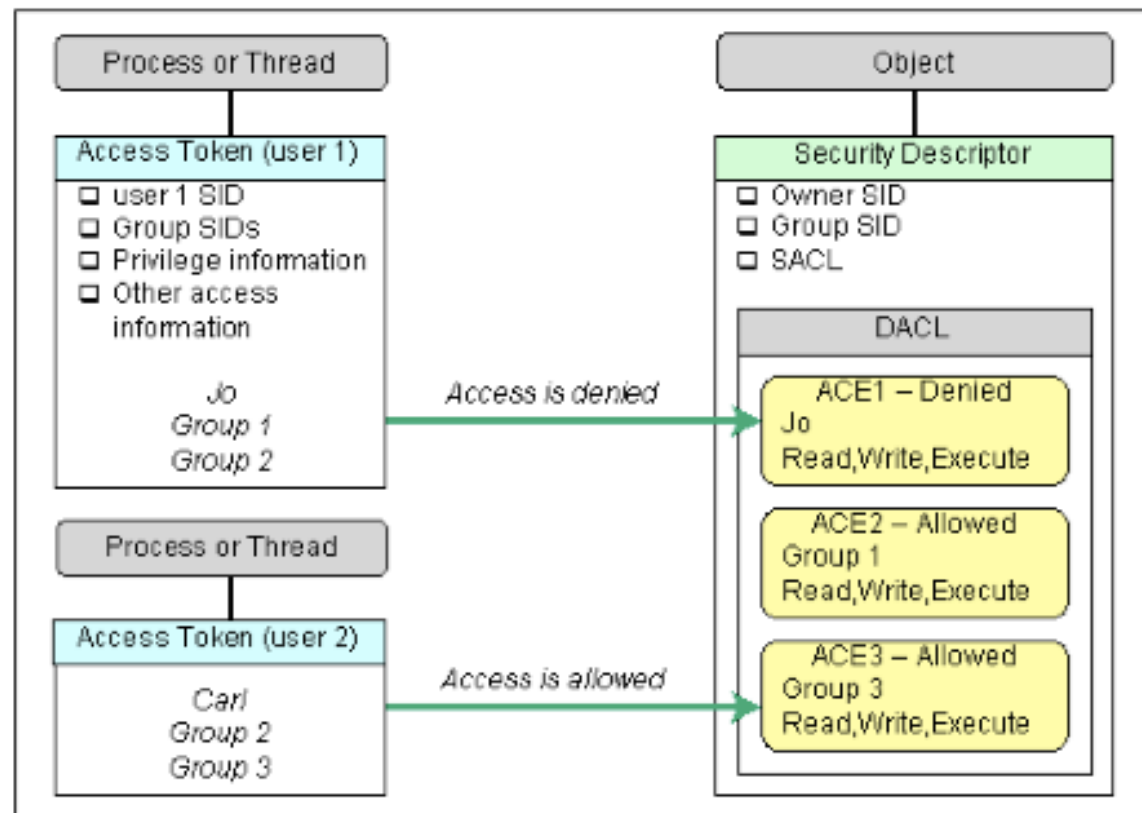 Process or Thread
Access Token (user 1)
user 1 SID
Group SIDs
Privilege information
Other access
information
Jo
Group 1
Group 2
Access is denied
Process or Thread
Access Token (user 2)
Carl
Group 2
Group 3
Access is allowed
Object
Security Descriptor
Owner SID
Group SID
SACL
DACL
ACE1 – Denied
Jo
Read,Write,Execute
ACE2 – Allowed
Group 1
Read,Write,Execute
ACE3 – Allowed
Group 3
Read,Write,Execute